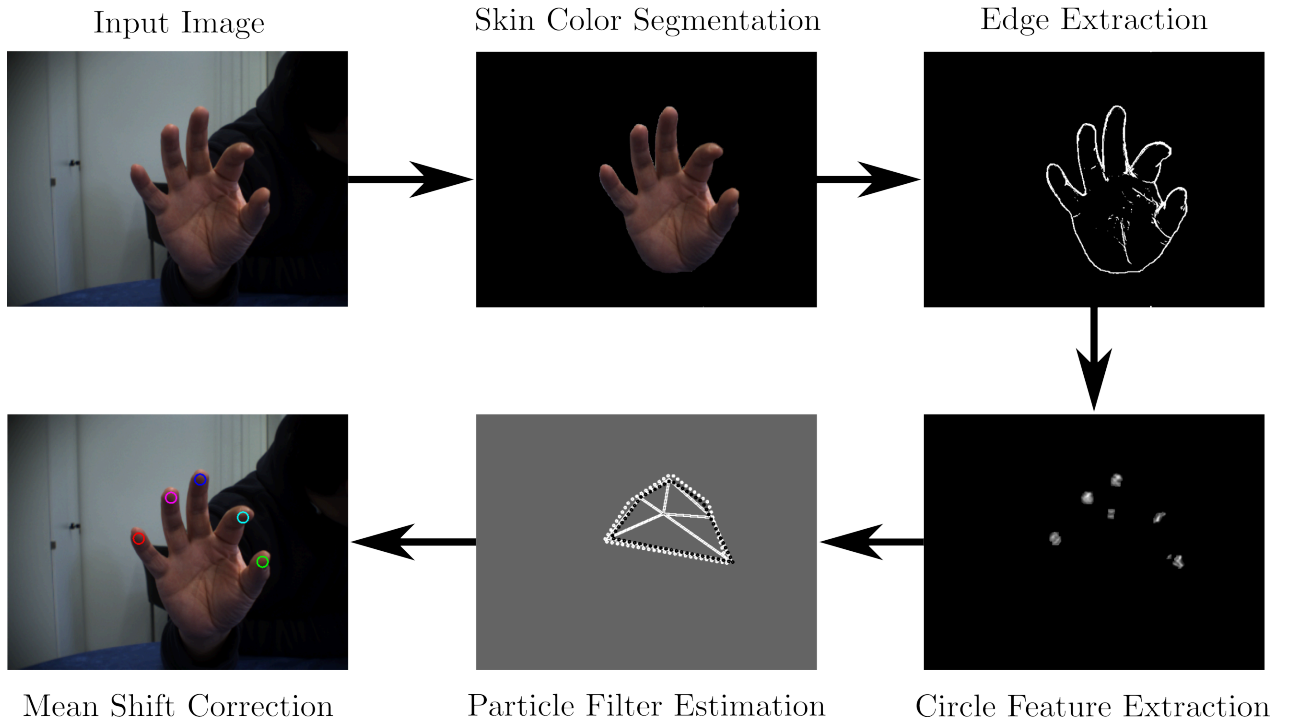 Input Image
Skin Color Segmentation
Edge Extraction
Mean Shift Correction
Particle Filter Estimation
Circle Feature Extraction